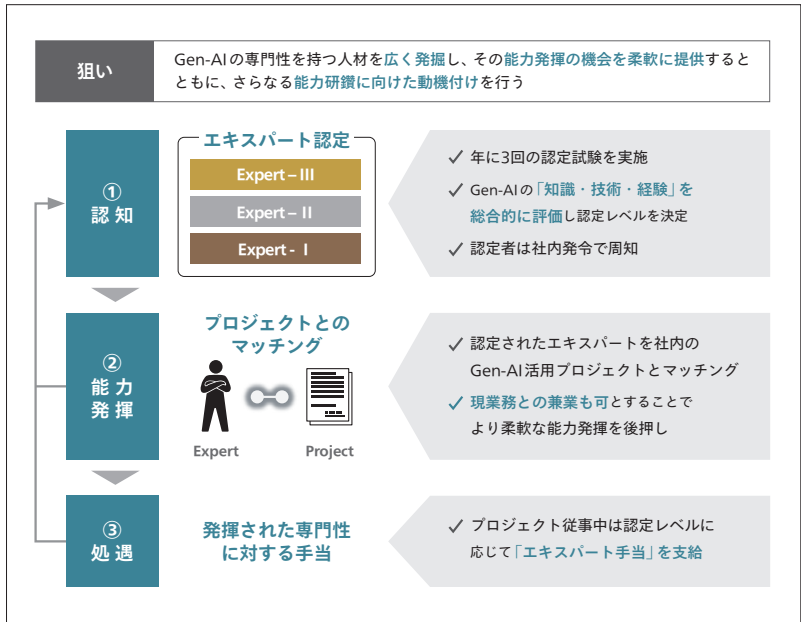 狙い
Gen-AIの専門性を持つ人材を広く発掘し、その能力発揮の機会を柔軟に提供すると
ともに、さらなる能力研鑽に向けた動機付けを行う
①
認知
エキスパート認定
Expert－III
Expert－II
Expert- I
✓ 年に3回の認定試験を実施
✓ Gen-AIの「知識・技術・経験」を
総合的に評価し認定レベルを決定
✓ 認定者は社内発令で周知
②
能力
発揮
プロジェクトとの
マッチング
Expert
Project
✓ 認定されたエキスパートを社内の
Gen-AI活用プロジェクトとマッチング
✓ 現業務との兼業も可とすることで
より柔軟な能力発揮を後押し
③
処遇
発揮された専門性
に対する手当
✓ プロジェクト従事中は認定レベルに
応じて「エキスパート手当」を支給